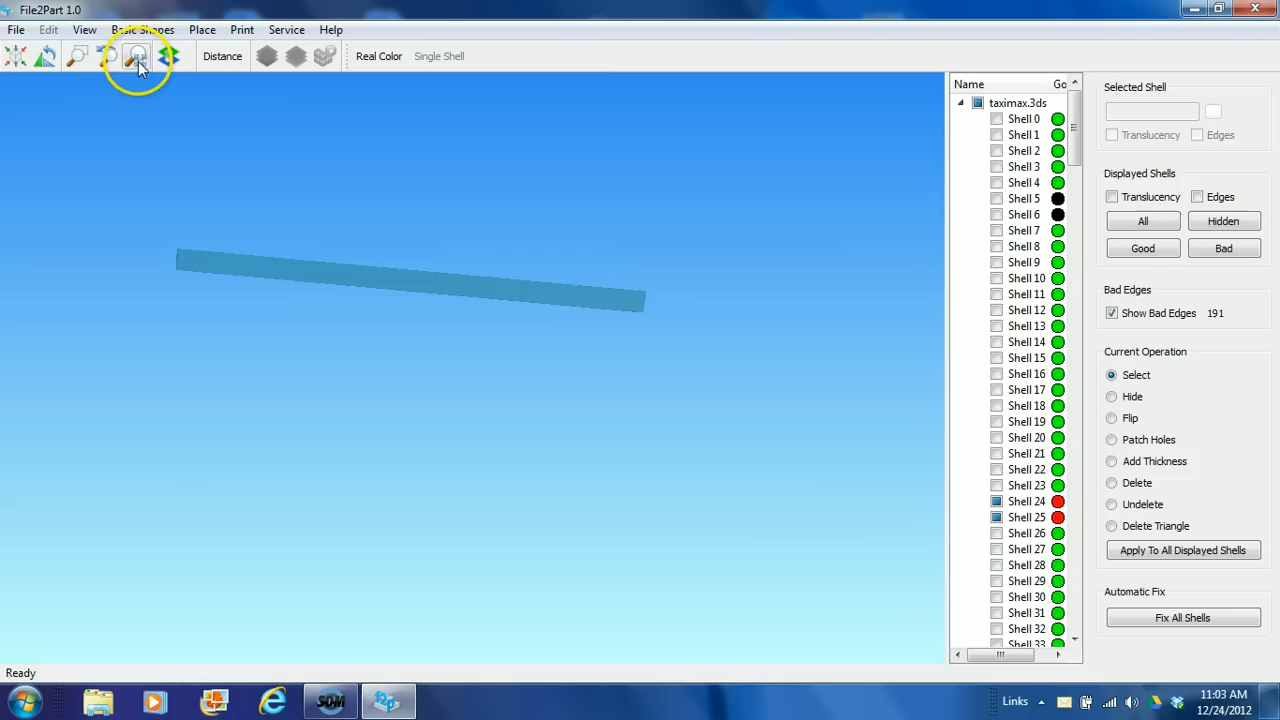 File2Part 1.0
File Edit View Basic Shapes Place Print Service Help
Distance Real Color Single Shell
Name Go
taximax.3ds
Shell 0
Shell 1
Shell 2
Shell 3
Shell 4
Shell 5
Shell 6
Shell 7
Shell 8
Shell 9
Shell 10
Shell 11
Shell 12
Shell 13
Shell 14
Shell 15
Shell 16
Shell 17
Shell 18
Shell 19
Shell 20
Shell 21
Shell 22
Shell 23
Shell 24
Shell 25
Shell 26
Shell 27
Shell 28
Shell 29
Shell 30
Shell 31
Shell 32
Shell 33
Selected Shell
Translucency Edges
Displayed Shells
Translucency Edges
All Hidden
Good Bad
Bad Edges
Show Bad Edges 191
Current Operation
Select
Hide
Flip
Patch Holes
Add Thickness
Delete
Undelete
Delete Triangle
Apply To All Displayed Shells
Automatic Fix
Fix All Shells
Ready
SDM
f2p
Links
11:03 AM
12/24/2012